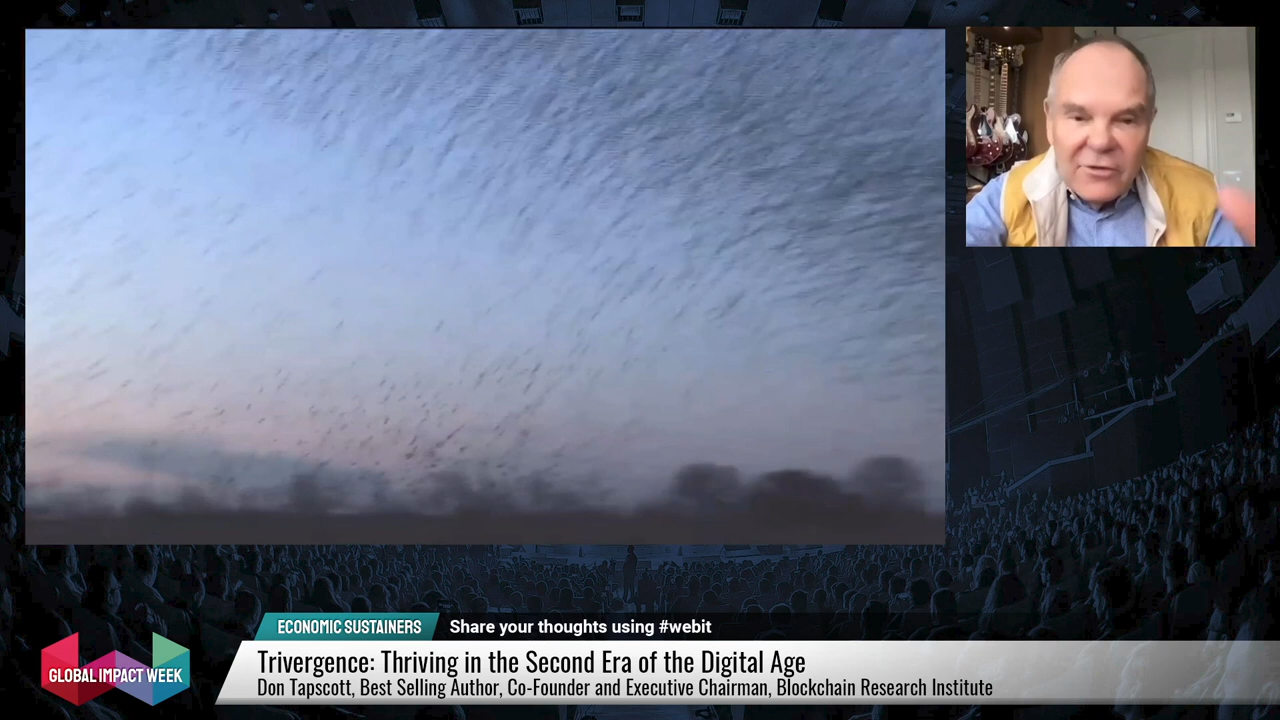 ECONOMIC SUSTAINERS
Share your thoughts using #webit
GLOBAL IMPACT WEEK
Trivergence: Thriving in the Second Era of the Digital Age
Don Tapscott, Best Selling Author, Co-Founder and Executive Chairman, Blockchain Research Institute